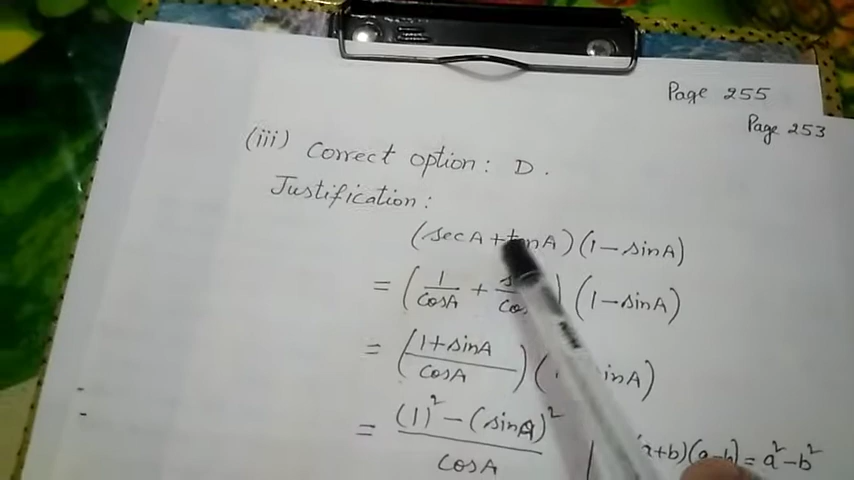 Page 255
Page 253
(iii) Correct option: D.
Justification:
(secA + tanA)(1 - sinA)
= (1/cosA + )(1 - sinA)
= ((1 + sinA)/cosA)( inA)
= ((1)² - (sinA)²)/cosA | +b)(a-b) = a² - b²